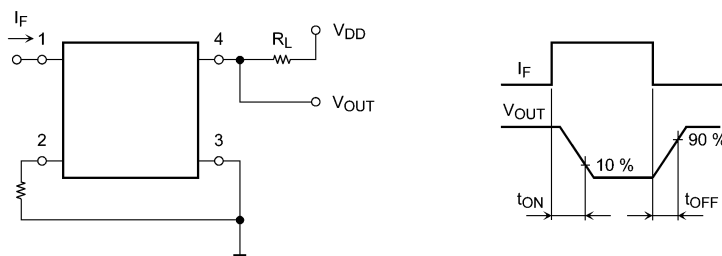 I_F
1
4
R_L
V_DD
V_OUT
2
3
I_F
V_OUT
10 %
90 %
t_ON
t_OFF